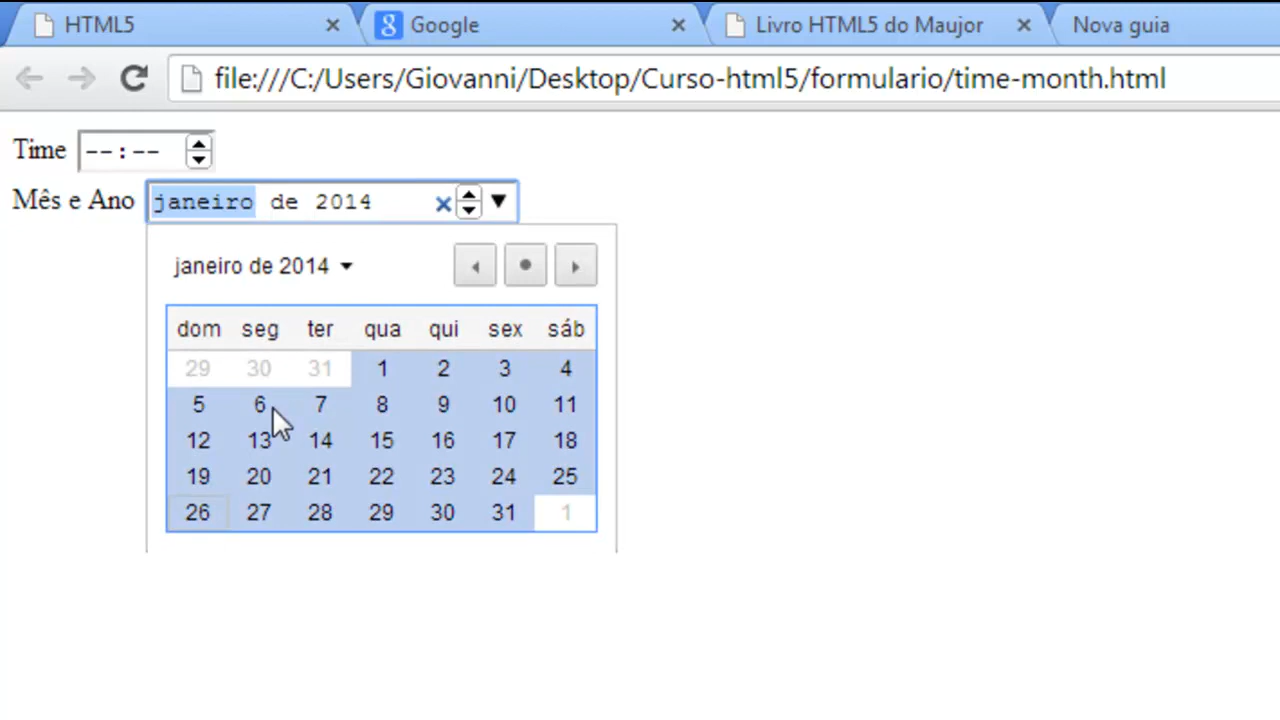 HTML5 Google Livro HTML5 do Maujor Nova guia
file:///C:/Users/Giovanni/Desktop/Curso-html5/formulario/time-month.html
Time --:--
Mês e Ano janeiro de 2014
janeiro de 2014
dom seg ter qua qui sex sáb
29 30 31 1 2 3 4
5 6 7 8 9 10 11
12 13 14 15 16 17 18
19 20 21 22 23 24 25
26 27 28 29 30 31 1